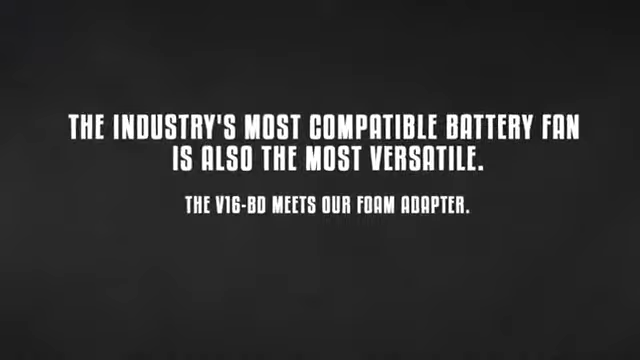 THE INDUSTRY'S MOST COMPATIBLE BATTERY FAN
IS ALSO THE MOST VERSATILE.
THE V16-BD MEETS OUR FOAM ADAPTER.